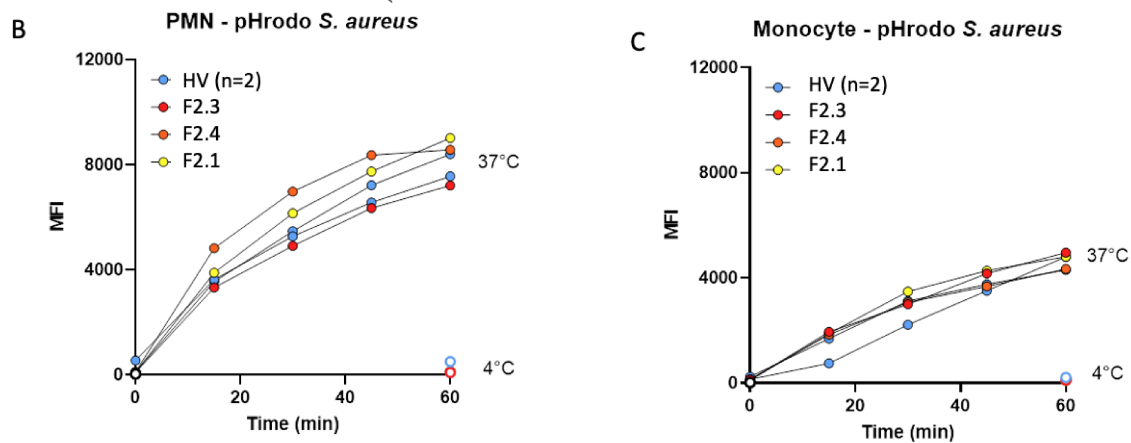 B
PMN - pHrodo S. aureus
12000
8000
4000
0
MFI
HV (n=2)
F2.3
F2.4
F2.1
37°C
4°C
0
20
40
60
Time (min)
C
Monocyte - pHrodo S. aureus
12000
8000
4000
0
MFI
HV (n=2)
F2.3
F2.4
F2.1
37°C
4°C
0
20
40
60
Time (min)